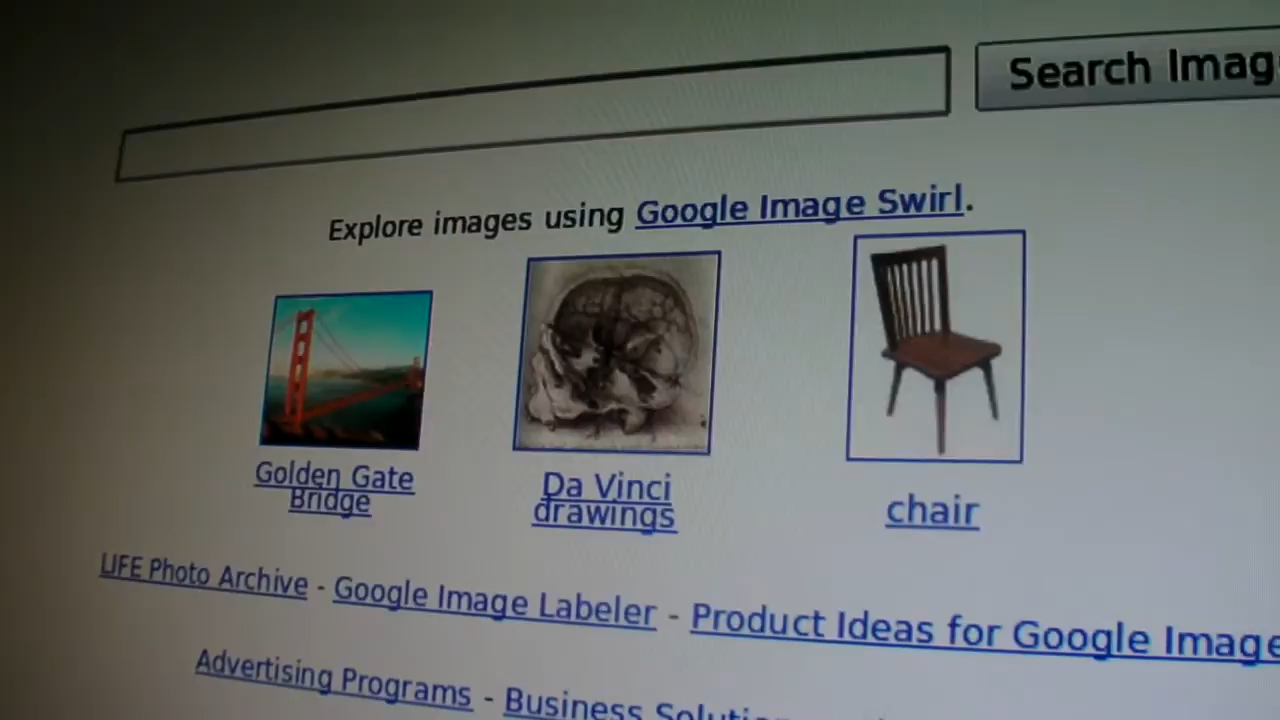 Search Imag
Explore images using Google Image Swirl.
Golden Gate
Bridge
Da Vinci
drawings
chair
LIFE Photo Archive - Google Image Labeler - Product Ideas for Google Image
Advertising Programs - Business Soluti